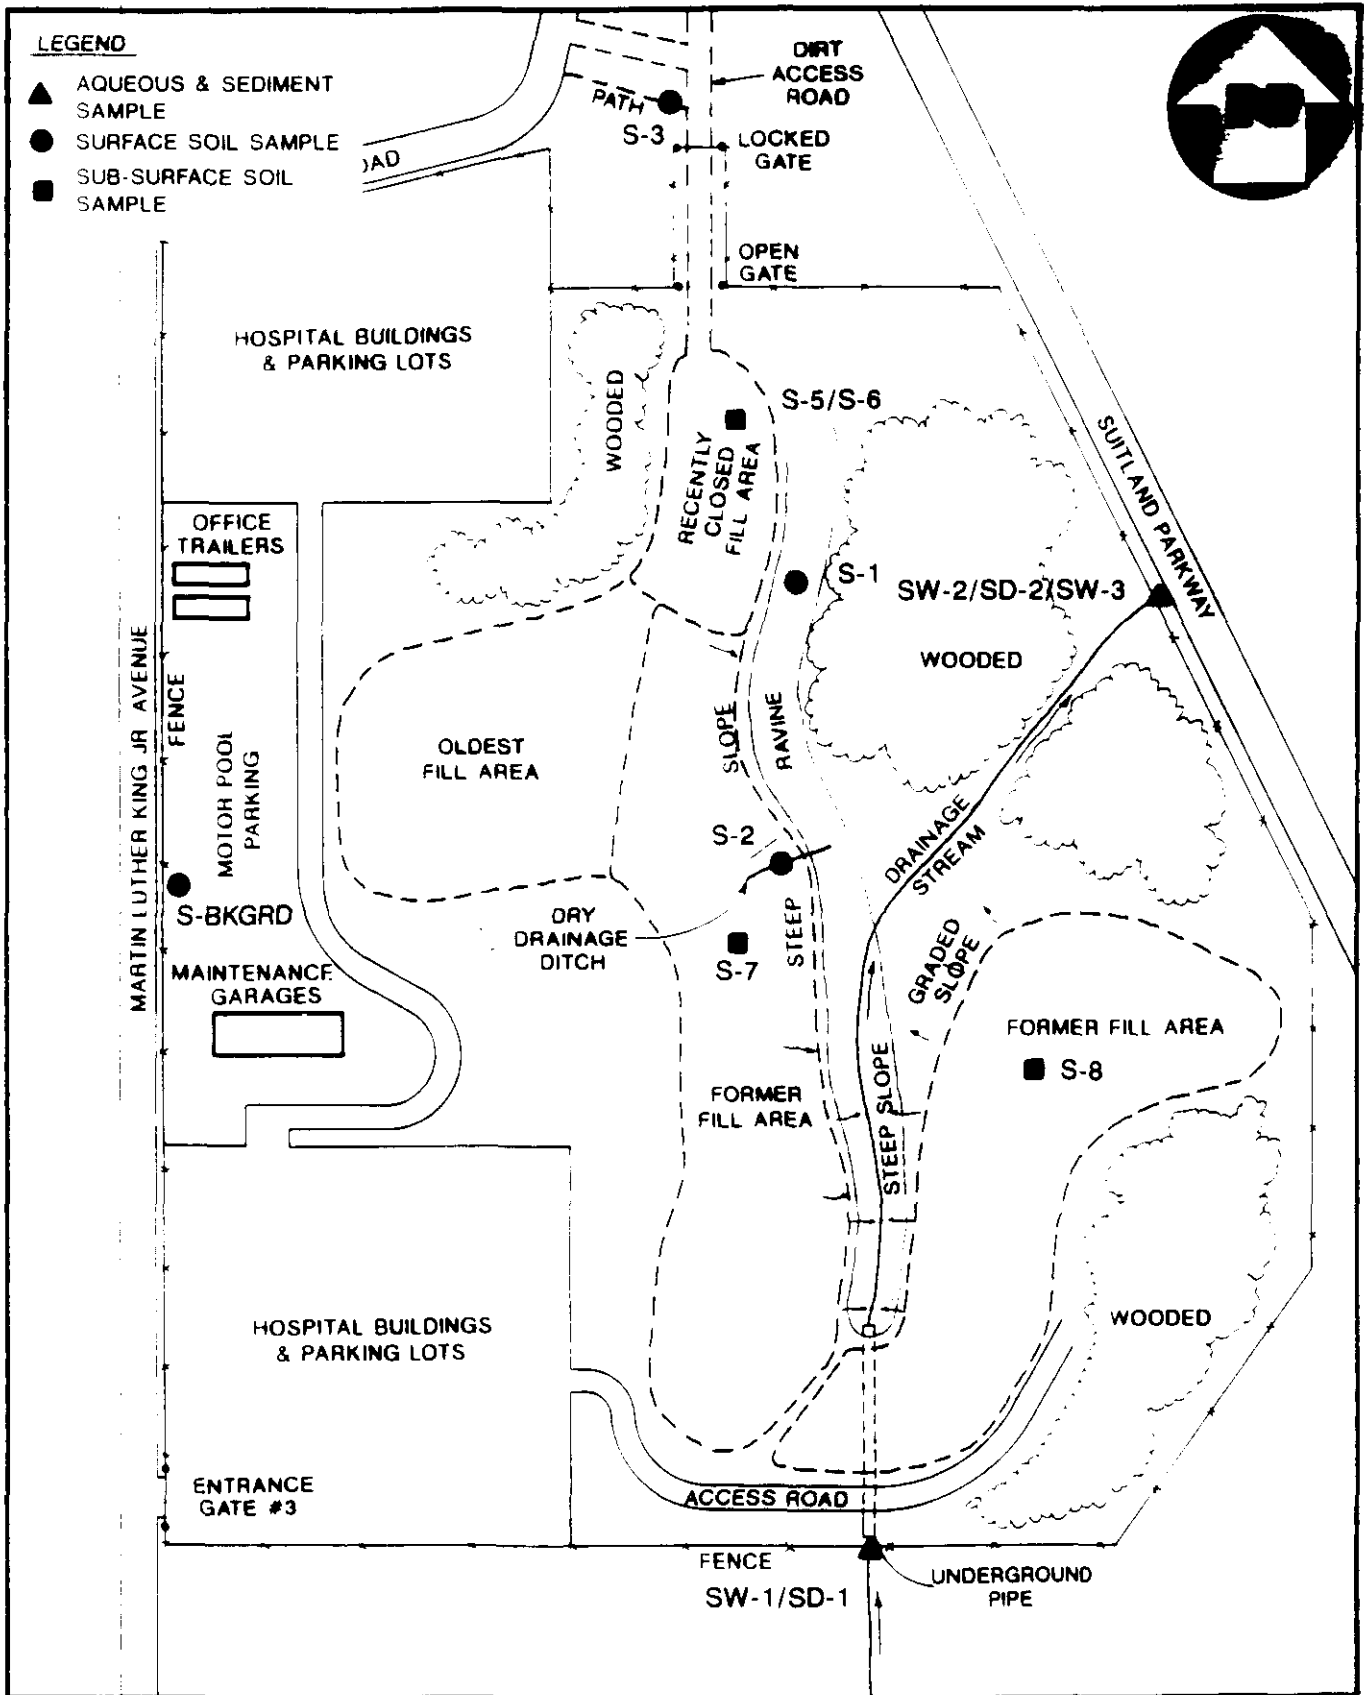 LEGEND
AQUEOUS & SEDIMENT
SAMPLE
SURFACE SOIL SAMPLE
SUB-SURFACE SOIL
SAMPLE
DIRT
ACCESS
ROAD
PATH
S-3
LOCKED
GATE
OPEN
GATE
HOSPITAL BUILDINGS
& PARKING LOTS
WOODED
S-5/S-6
RECENTLY
CLOSED
FILL AREA
SUITLAND PARKWAY
OFFICE
TRAILERS
S-1
SW-2/SD-2/SW-3
WOODED
MARTIN LUTHER KING JR AVENUE
FENCE
MOTOR POOL
PARKING
OLDEST
FILL AREA
SLOPE
RAVINE
S-2
DRAINAGE
STREAM
S-BKGRD
DRY
DRAINAGE
DITCH
STEEP
S-7
GRADED
SLOPE
MAINTENANCE
GARAGES
FORMER FILL AREA
S-8
FORMER
FILL AREA
STEEP SLOPE
HOSPITAL BUILDINGS
& PARKING LOTS
WOODED
ENTRANCE
GATE #3
ACCESS ROAD
FENCE
SW-1/SD-1
UNDERGROUND
PIPE